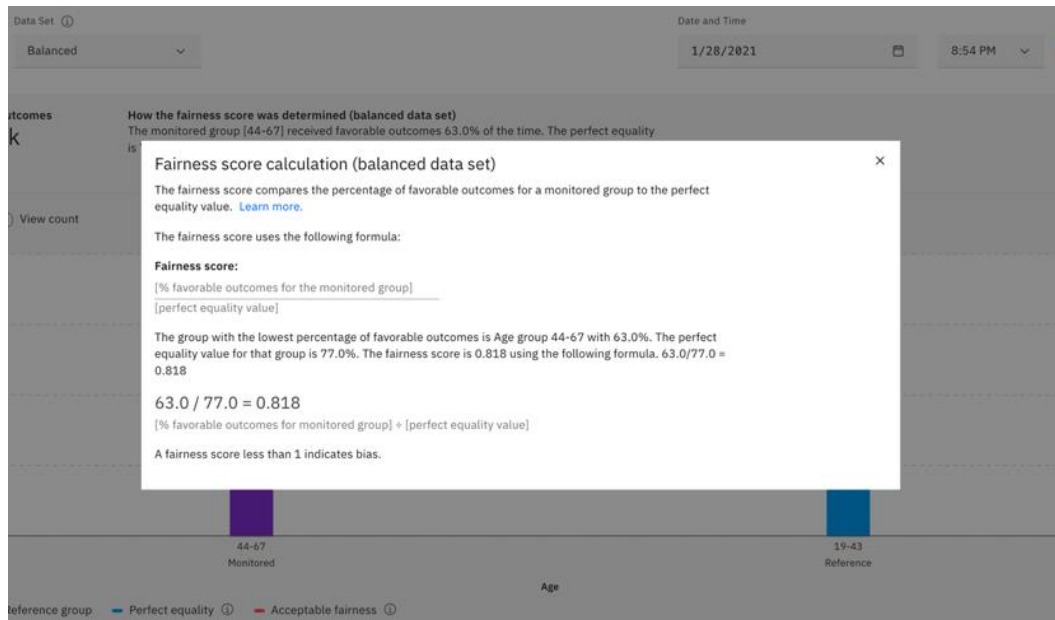 Data Set
Date and Time
Balanced
1/28/2021
8:54 PM
utcomes
How the fairness score was determined (balanced data set)
k
The monitored group [44-67] received favorable outcomes 63.0% of the time. The perfect equality
is
Fairness score calculation (balanced data set)
The fairness score compares the percentage of favorable outcomes for a monitored group to the perfect
equality value. Learn more.
View count
The fairness score uses the following formula:
Fairness score:
[% favorable outcomes for the monitored group]
[perfect equality value]
The group with the lowest percentage of favorable outcomes is Age group 44-67 with 63.0%. The perfect
equality value for that group is 77.0%. The fairness score is 0.818 using the following formula. 63.0/77.0 =
0.818
63.0 / 77.0 = 0.818
[% favorable outcomes for monitored group] ÷ [perfect equality value]
A fairness score less than 1 indicates bias.
44-67
Monitored
19-43
Reference
Age
Reference group
Perfect equality
Acceptable fairness